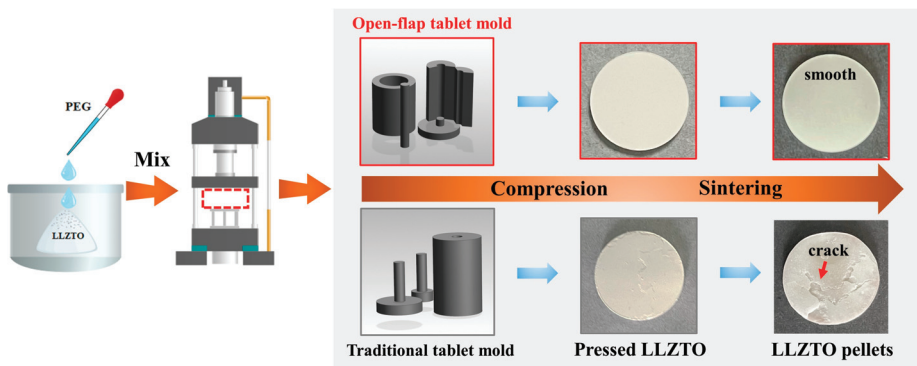 PEG
LLZTO
Mix
Open-flap tablet mold
smooth
Compression
Sintering
crack
Traditional tablet mold
Pressed LLZTO
LLZTO pellets